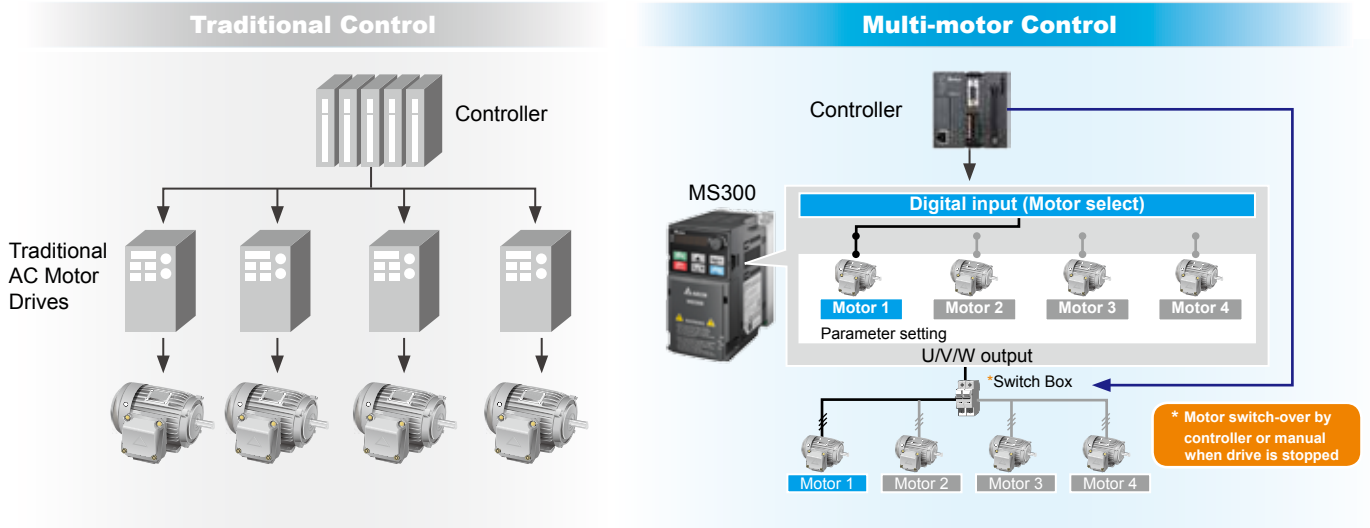 Traditional Control
Controller
Traditional
AC Motor
Drives
Multi-motor Control
Controller
MS300
Digital input (Motor select)
Motor 1
Motor 2
Motor 3
Motor 4
Parameter setting
U/V/W output
*Switch Box
* Motor switch-over by
controller or manual
when drive is stopped
Motor 1
Motor 2
Motor 3
Motor 4